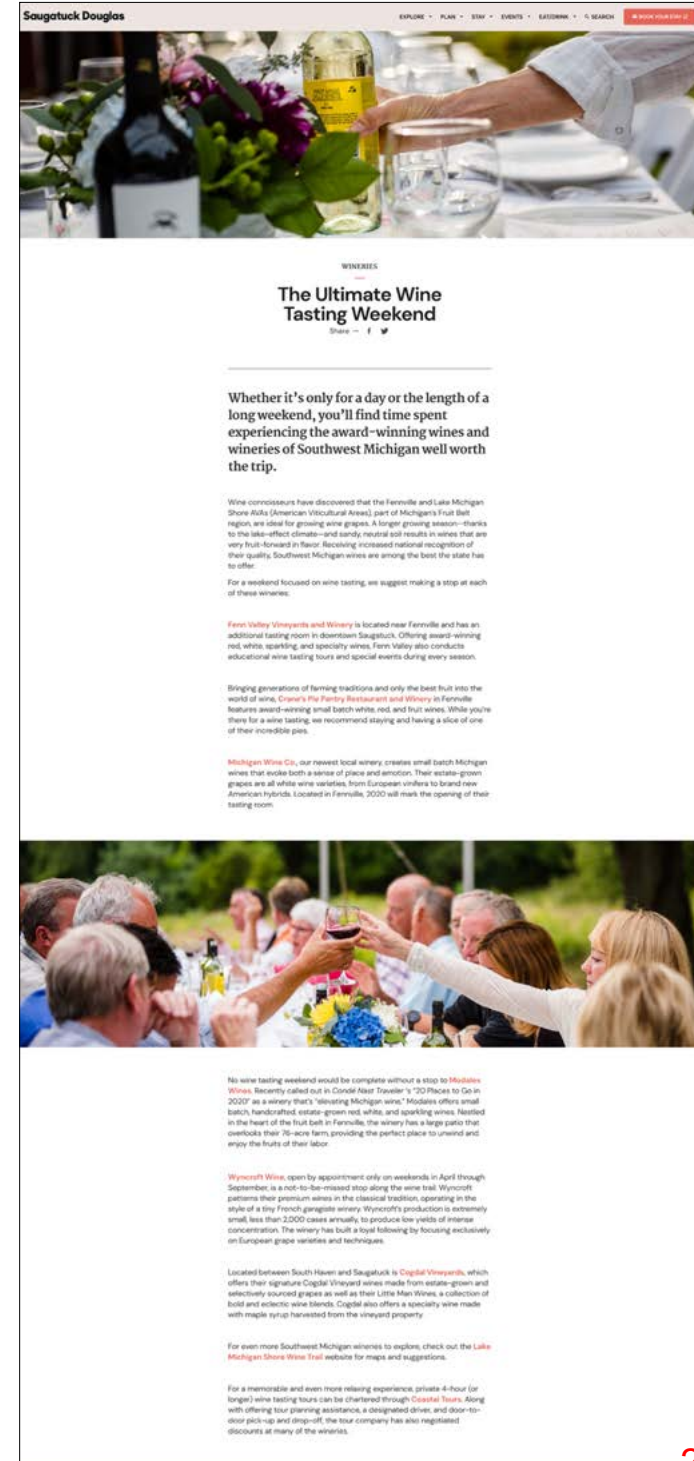 Saugatuck Douglas
EXPLORE PLAN STAY EVENTS EAT/DRINK SEARCH BOOK YOUR STAY
WINERIES
The Ultimate Wine
Tasting Weekend
Share —
Whether it's only for a day or the length of a
long weekend, you'll find time spent
experiencing the award-winning wines and
wineries of Southwest Michigan well worth
the trip.
Wine connoisseurs have discovered that the Fennville and Lake Michigan
Shore AVAs (American Viticultural Areas), part of Michigan's Fruit Belt
region, are ideal for growing wine grapes. A longer growing season—thanks
to the lake-effect climate—and sandy, neutral soil results in wines that are
very fruit-forward in flavor. Receiving increased national recognition of
their quality, Southwest Michigan wines are among the best the state has
to offer.
For a weekend focused on wine tasting, we suggest making a stop at each
of these wineries:
Fenn Valley Vineyards and Winery is located near Fennville and has an
additional tasting room in downtown Saugatuck. Offering award-winning
red, white, sparkling, and specialty wines, Fenn Valley also conducts
educational wine tasting tours and special events during every season.
Bringing generations of farming traditions and only the best fruit into the
world of wine, Crane's Pie Pantry Restaurant and Winery in Fennville
features award-winning small batch white, red, and fruit wines. While you're
there for a wine tasting, we recommend staying and having a slice of one
of their incredible pies.
Michigan Wine Co., our newest local winery, creates small batch Michigan
wines that evoke both a sense of place and emotion. Their estate-grown
grapes are all white wine varieties, from European vinifera to brand new
American hybrids. Located in Fennville, 2020 will mark the opening of their
tasting room
No wine tasting weekend would be complete without a stop to Modales
Wines. Recently called out in Condé Nast Traveler's "20 Places to Go in
2020" as a winery that's "elevating Michigan wine," Modales offers small
batch, handcrafted, estate-grown red, white, and sparkling wines. Nestled
in the heart of the fruit belt in Fennville, the winery has a large patio that
overlooks their 76-acre farm, providing the perfect place to unwind and
enjoy the fruits of their labor.
Wyncroft Wine, open by appointment only on weekends in April through
September, is a not-to-be-missed stop along the wine trail. Wyncroft
patterns their premium wines in the classical tradition, operating in the
style of a tiny French garagiste winery. Wyncroft's production is extremely
small, less than 2,000 cases annually, to produce low yields of intense
concentration. The winery has built a loyal following by focusing exclusively
on European grape varieties and techniques.
Located between South Haven and Saugatuck is Cogdal Vineyards, which
offers their signature Cogdal Vineyard wines made from estate-grown and
selectively sourced grapes as well as their Little Man Wines, a collection of
bold and eclectic wine blends. Cogdal also offers a specialty wine made
with maple syrup harvested from the vineyard property.
For even more Southwest Michigan wineries to explore, check out the Lake
Michigan Shore Wine Trail website for maps and suggestions.
For a memorable and even more relaxing experience, private 4-hour (or
longer) wine tasting tours can be chartered through Coastal Tours. Along
with offering tour planning assistance, a designated driver, and door-to-
door pick-up and drop-off, the tour company has also negotiated
discounts at many of the wineries.